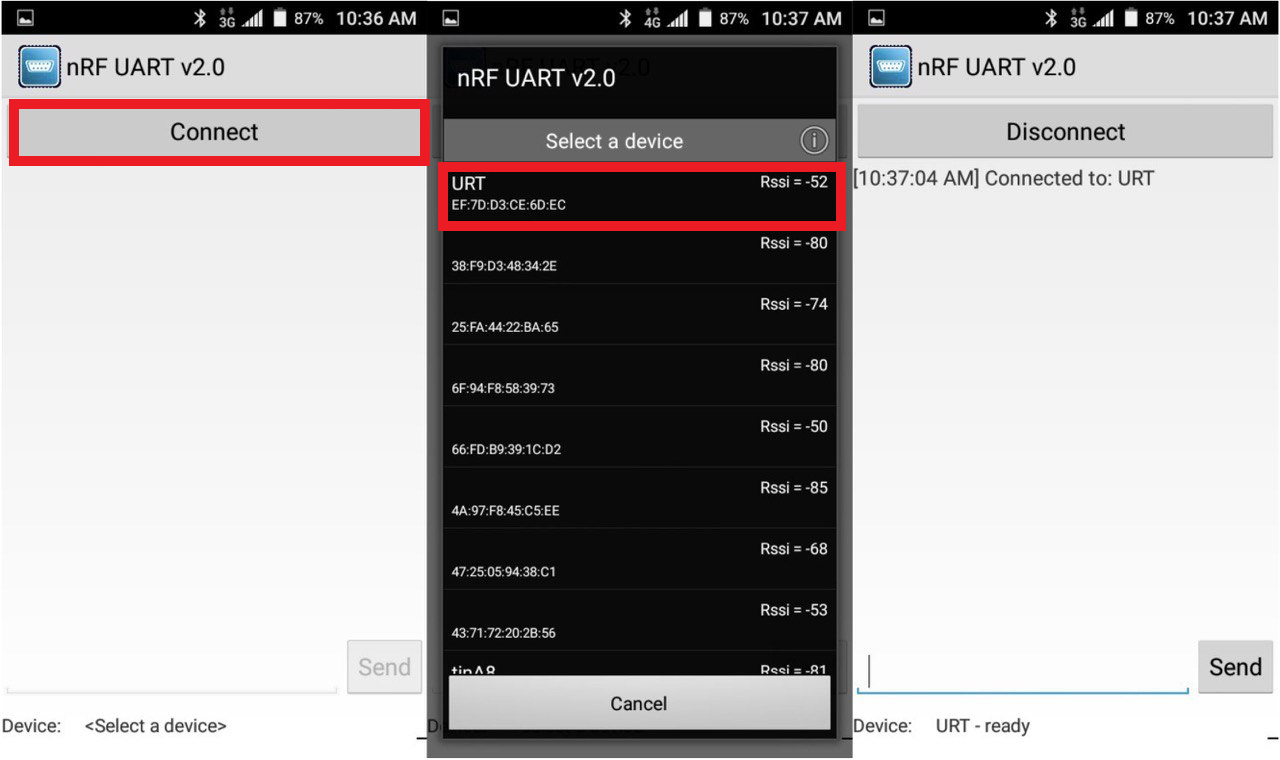 3G 87% 10:36 AM
nRF UART v2.0
Connect
Send
Device: <Select a device>
4G 87% 10:37 AM
nRF UART v2.0
Select a device
URT Rssi = -52
EF:7D:D3:CE:6D:EC
Rssi = -80
38:F9:D3:48:34:2E
Rssi = -74
25:FA:44:22:BA:65
Rssi = -80
6F:94:F8:58:39:73
Rssi = -50
66:FD:B9:39:1C:D2
Rssi = -85
4A:97:F8:45:C5:EE
Rssi = -68
47:25:05:94:38:C1
Rssi = -53
43:71:72:20:2B:56
Rssi = -81
Cancel
3G 87% 10:37 AM
nRF UART v2.0
Disconnect
[10:37:04 AM] Connected to: URT
Send
Device: URT - ready